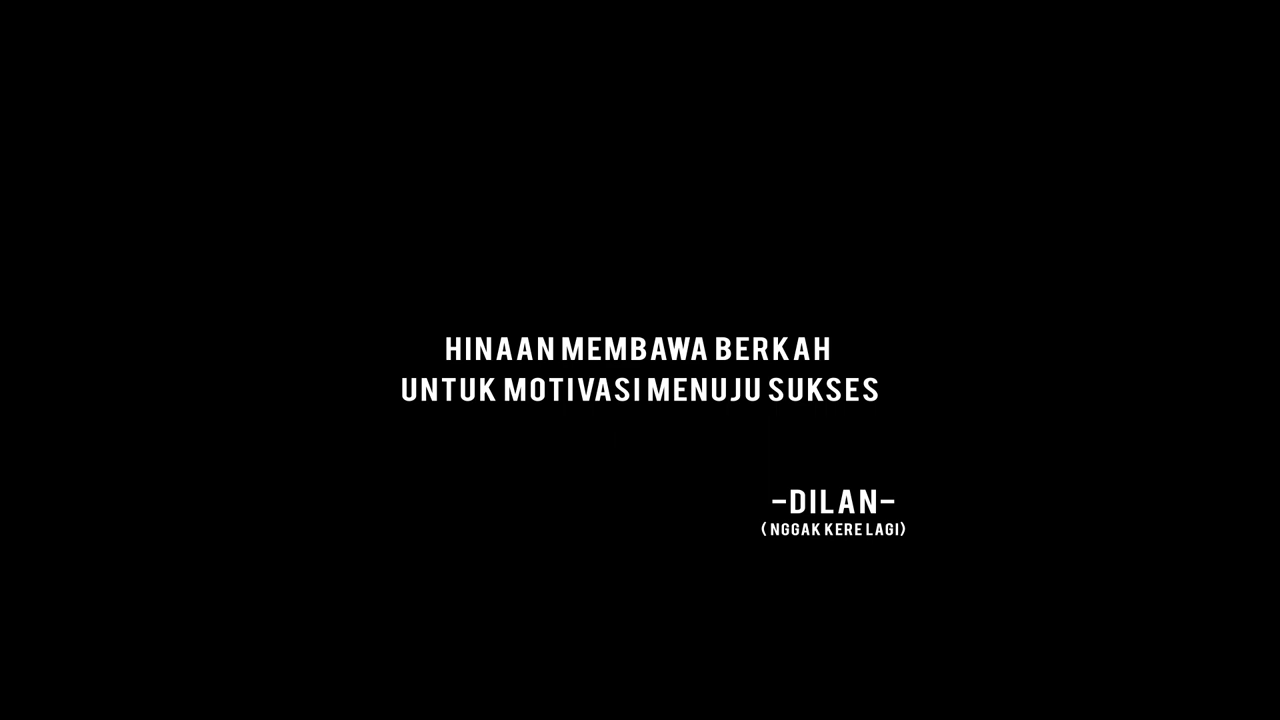 HINAAN MEMBAWA BERKAH
UNTUK MOTIVASI MENUJU SUKSES
-DILAN-
( NGGAK KERE LAGI)